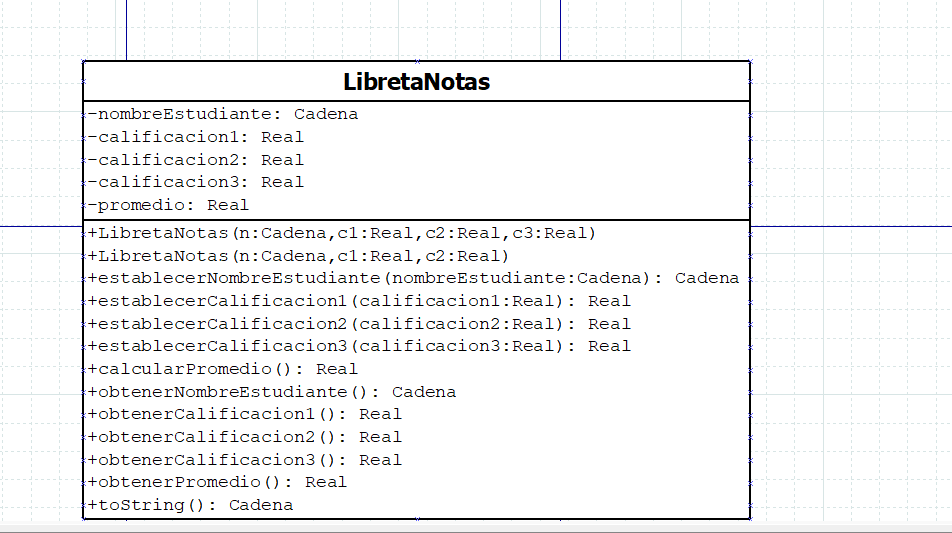 LibretaNotas
-nombreEstudiante: Cadena
-calificacion1: Real
-calificacion2: Real
-calificacion3: Real
-promedio: Real
+LibretaNotas(n:Cadena,c1:Real,c2:Real,c3:Real)
+LibretaNotas(n:Cadena,c1:Real,c2:Real)
+establecerNombreEstudiante(nombreEstudiante:Cadena): Cadena
+establecerCalificacion1(calificacion1:Real): Real
+establecerCalificacion2(calificacion2:Real): Real
+establecerCalificacion3(calificacion3:Real): Real
+calcularPromedio(): Real
+obtenerNombreEstudiante(): Cadena
+obtenerCalificacion1(): Real
+obtenerCalificacion2(): Real
+obtenerCalificacion3(): Real
+obtenerPromedio(): Real
+toString(): Cadena